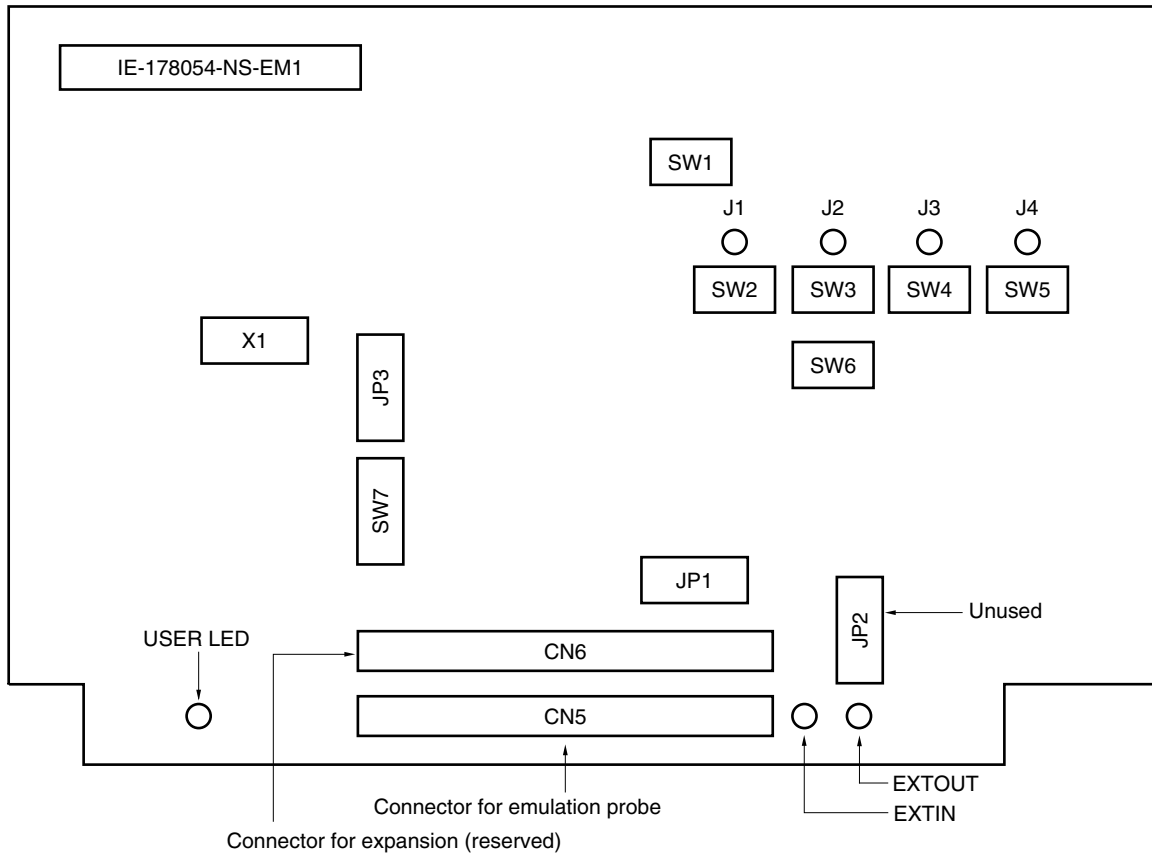 IE-178054-NS-EM1
SW1
J1 J2 J3 J4
SW2 SW3 SW4 SW5
X1
SW6
JP3
SW7
JP1
JP2
Unused
USER LED
CN6
CN5
EXTOUT
Connector for emulation probe
EXTIN
Connector for expansion (reserved)